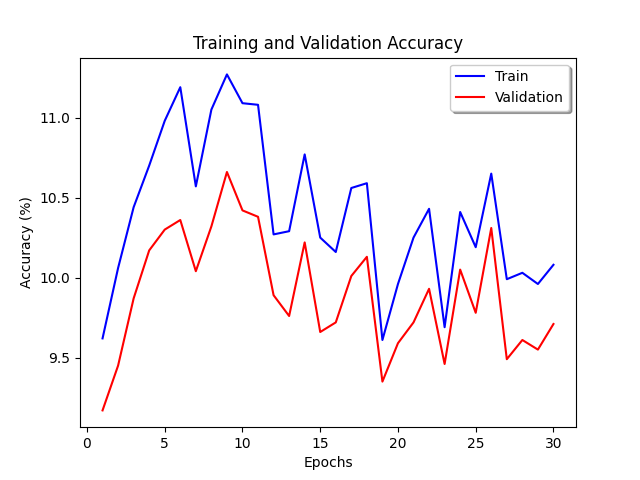 Training and Validation Accuracy
Train
Validation
Accuracy (%)
11.0
10.5
10.0
9.5
0 5 10 15 20 25 30
Epochs